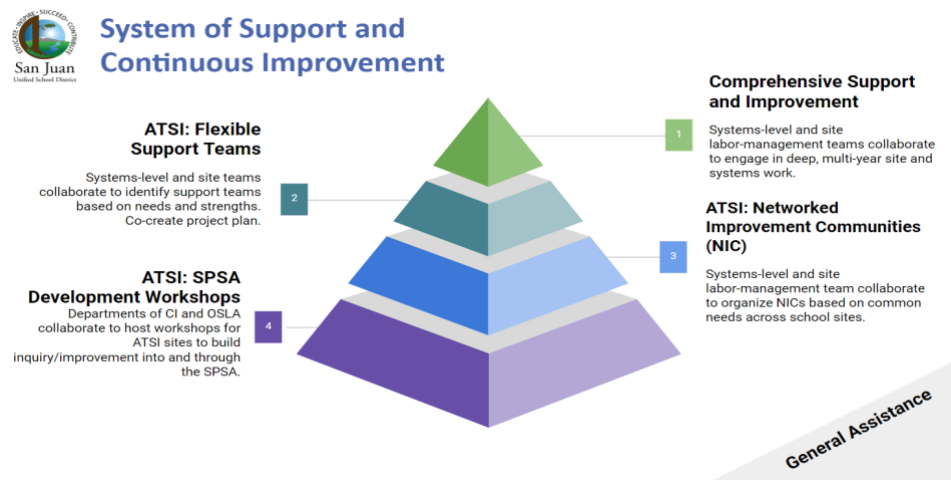 EDUCATE • INSPIRE • SUCCEED • CONTRIBUTE
San Juan
Unified School District
System of Support and
Continuous Improvement
Comprehensive Support
and Improvement
1
Systems-level and site
labor-management teams collaborate
to engage in deep, multi-year site and
systems work.
ATSI: Flexible
Support Teams
Systems-level and site teams
collaborate to identify support teams
based on needs and strengths.
Co-create project plan.
2
ATSI: Networked
Improvement Communities
(NIC)
3
Systems-level and site
labor-management team collaborate
to organize NICs based on common
needs across school sites.
ATSI: SPSA
Development Workshops
Departments of CI and OSLA
collaborate to host workshops for
ATSI sites to build
inquiry/improvement into and through
the SPSA.
4
General Assistance